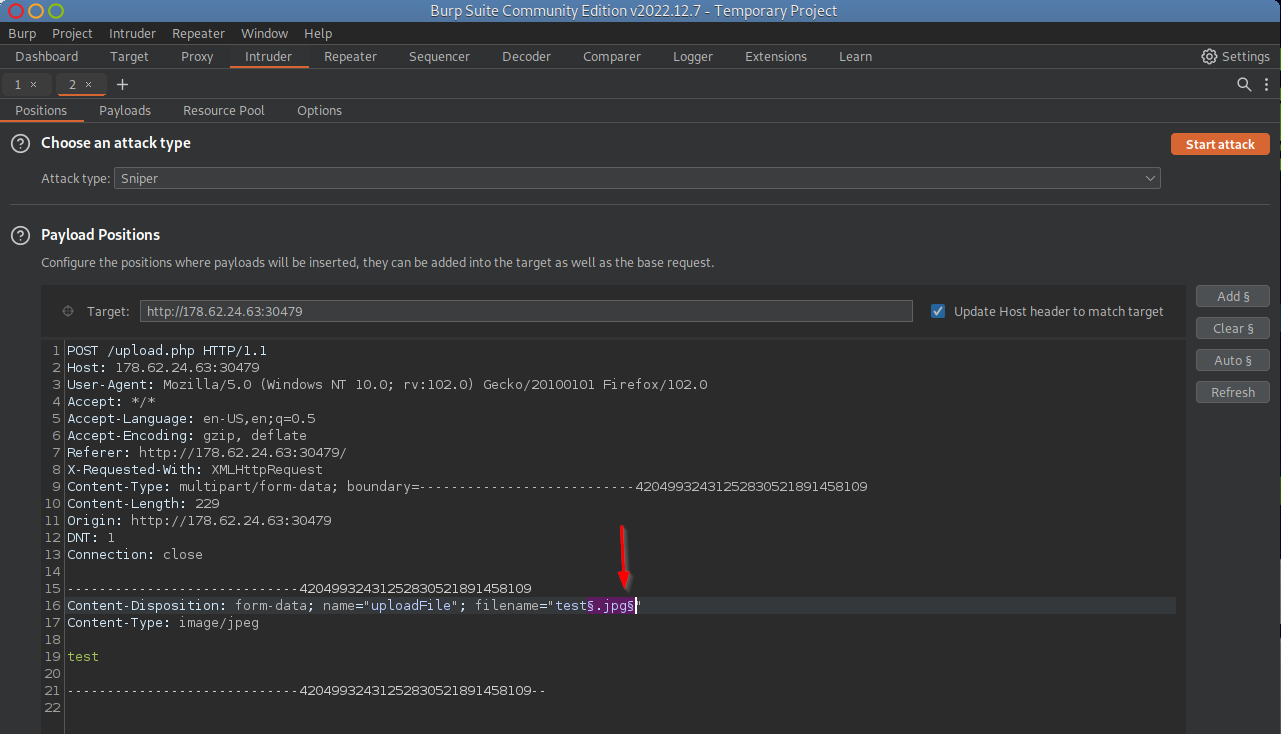 Burp Suite Community Edition v2022.12.7 - Temporary Project
Burp Project Intruder Repeater Window Help
Dashboard Target Proxy Intruder Repeater Sequencer Decoder Comparer Logger Extensions Learn Settings
1 × 2 × +
Positions Payloads Resource Pool Options
? Choose an attack type Start attack
Attack type: Sniper
? Payload Positions
Configure the positions where payloads will be inserted, they can be added into the target as well as the base request.
Target: http://178.62.24.63:30479 Update Host header to match target
Add §
Clear §
Auto §
Refresh
1 POST /upload.php HTTP/1.1
2 Host: 178.62.24.63:30479
3 User-Agent: Mozilla/5.0 (Windows NT 10.0; rv:102.0) Gecko/20100101 Firefox/102.0
4 Accept: */*
5 Accept-Language: en-US,en;q=0.5
6 Accept-Encoding: gzip, deflate
7 Referer: http://178.62.24.63:30479/
8 X-Requested-With: XMLHttpRequest
9 Content-Type: multipart/form-data; boundary=---------------------------420499324312528305218914581​09
10 Content-Length: 229
11 Origin: http://178.62.24.63:30479
12 DNT: 1
13 Connection: close
14
15 -----------------------------42049932431252830521891458109
16 Content-Disposition: form-data; name="uploadFile"; filename="test§.jpg§"
17 Content-Type: image/jpeg
18
19 test
20
21 -----------------------------42049932431252830521891458109--
22